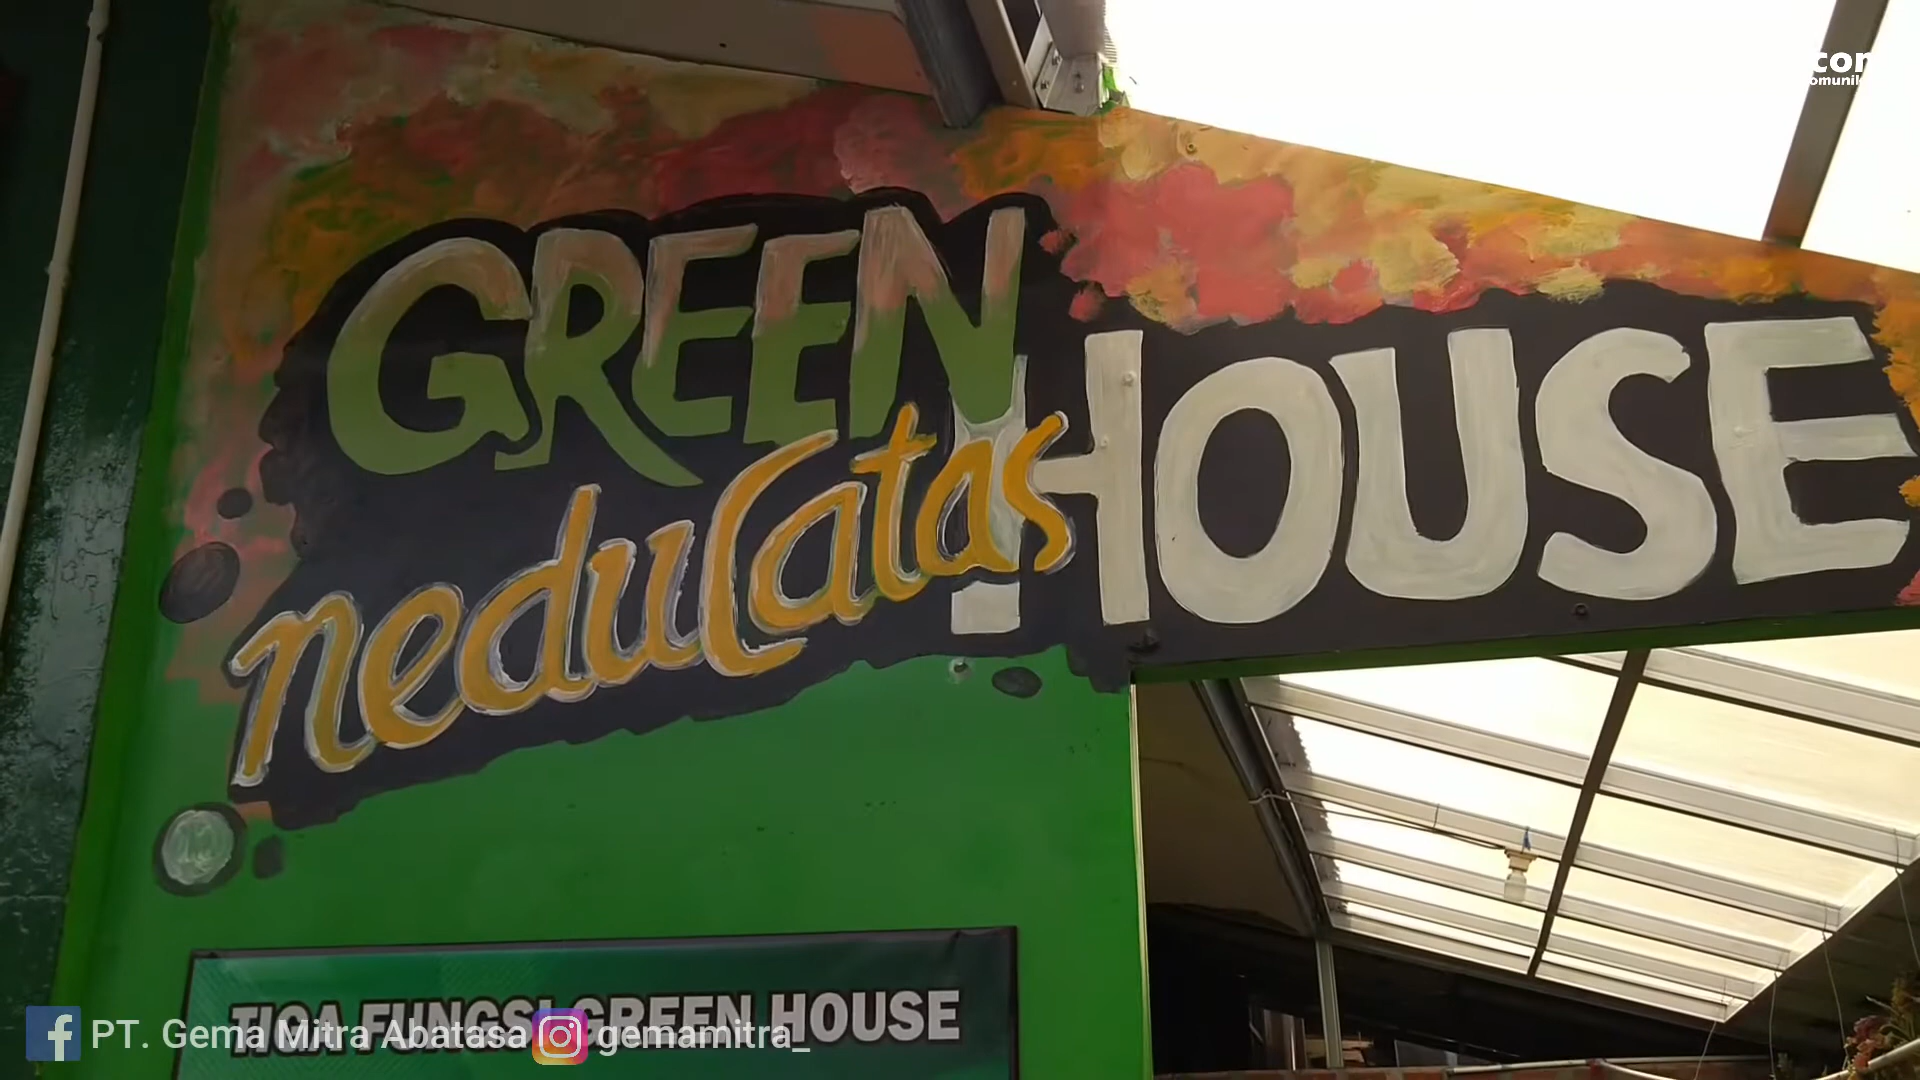 GREEN HOUSE
neduCatas
TIGA FUNGSI GREEN HOUSE
PT. Gema Mitra Abatasa gemamitra_